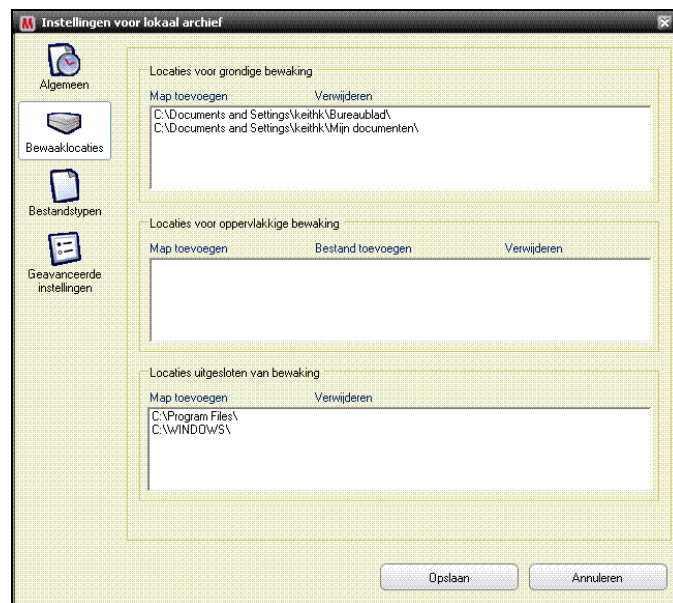 Instellingen voor lokaal archief
Algemeen
Bewaaklocaties
Bestandstypen
Geavanceerde
instellingen
Locaties voor grondige bewaking
Map toevoegen Verwijderen
C:\Documents and Settings\keithk\Bureaublad\
C:\Documents and Settings\keithk\Mijn documenten\
Locaties voor oppervlakkige bewaking
Map toevoegen Bestand toevoegen Verwijderen
Locaties uitgesloten van bewaking
Map toevoegen Verwijderen
C:\Program Files\
C:\WINDOWS\
Opslaan Annuleren